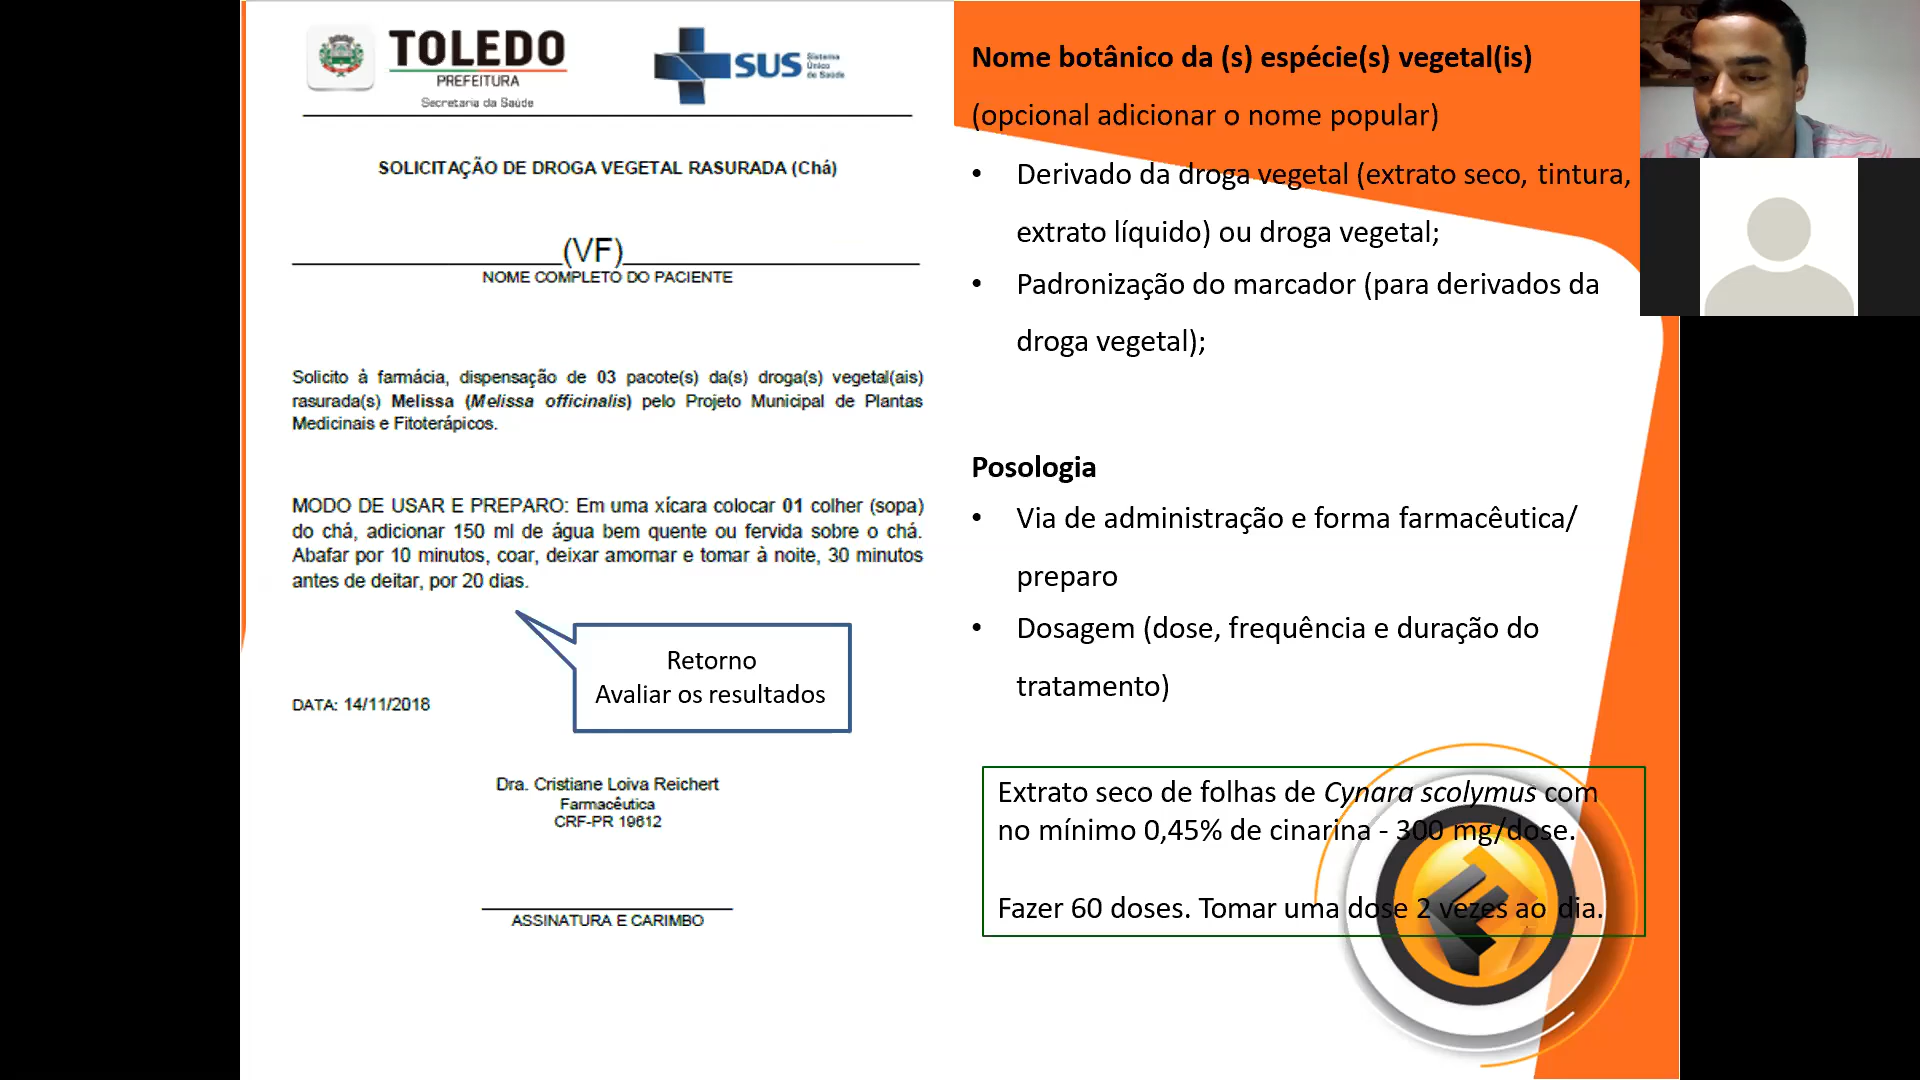 TOLEDO
PREFEITURA
Secretaria da Saúde
SUS
Sistema
Único
de Saúde
SOLICITAÇÃO DE DROGA VEGETAL RASURADA (Chá)
(VF)
NOME COMPLETO DO PACIENTE
Solicito à farmácia, dispensação de 03 pacote(s) da(s) droga(s) vegetal(ais)
rasurada(s) Melissa (Melissa officinalis) pelo Projeto Municipal de Plantas
Medicinais e Fitoterápicos.
MODO DE USAR E PREPARO: Em uma xícara colocar 01 colher (sopa)
do chá, adicionar 150 ml de água bem quente ou fervida sobre o chá.
Abafar por 10 minutos, coar, deixar amornar e tomar à noite, 30 minutos
antes de deitar, por 20 dias.
Retorno
Avaliar os resultados
DATA: 14/11/2018
Dra. Cristiane Loiva Reichert
Farmacêutica
CRF-PR 19612
ASSINATURA E CARIMBO
Nome botânico da (s) espécie(s) vegetal(is)
(opcional adicionar o nome popular)
• Derivado da droga vegetal (extrato seco, tintura,
extrato líquido) ou droga vegetal;
• Padronização do marcador (para derivados da
droga vegetal);
Posologia
• Via de administração e forma farmacêutica/
preparo
• Dosagem (dose, frequência e duração do
tratamento)
Extrato seco de folhas de Cynara scolymus com
no mínimo 0,45% de cinarina - 300 mg/dose.
Fazer 60 doses. Tomar uma dose 2 vezes ao dia.